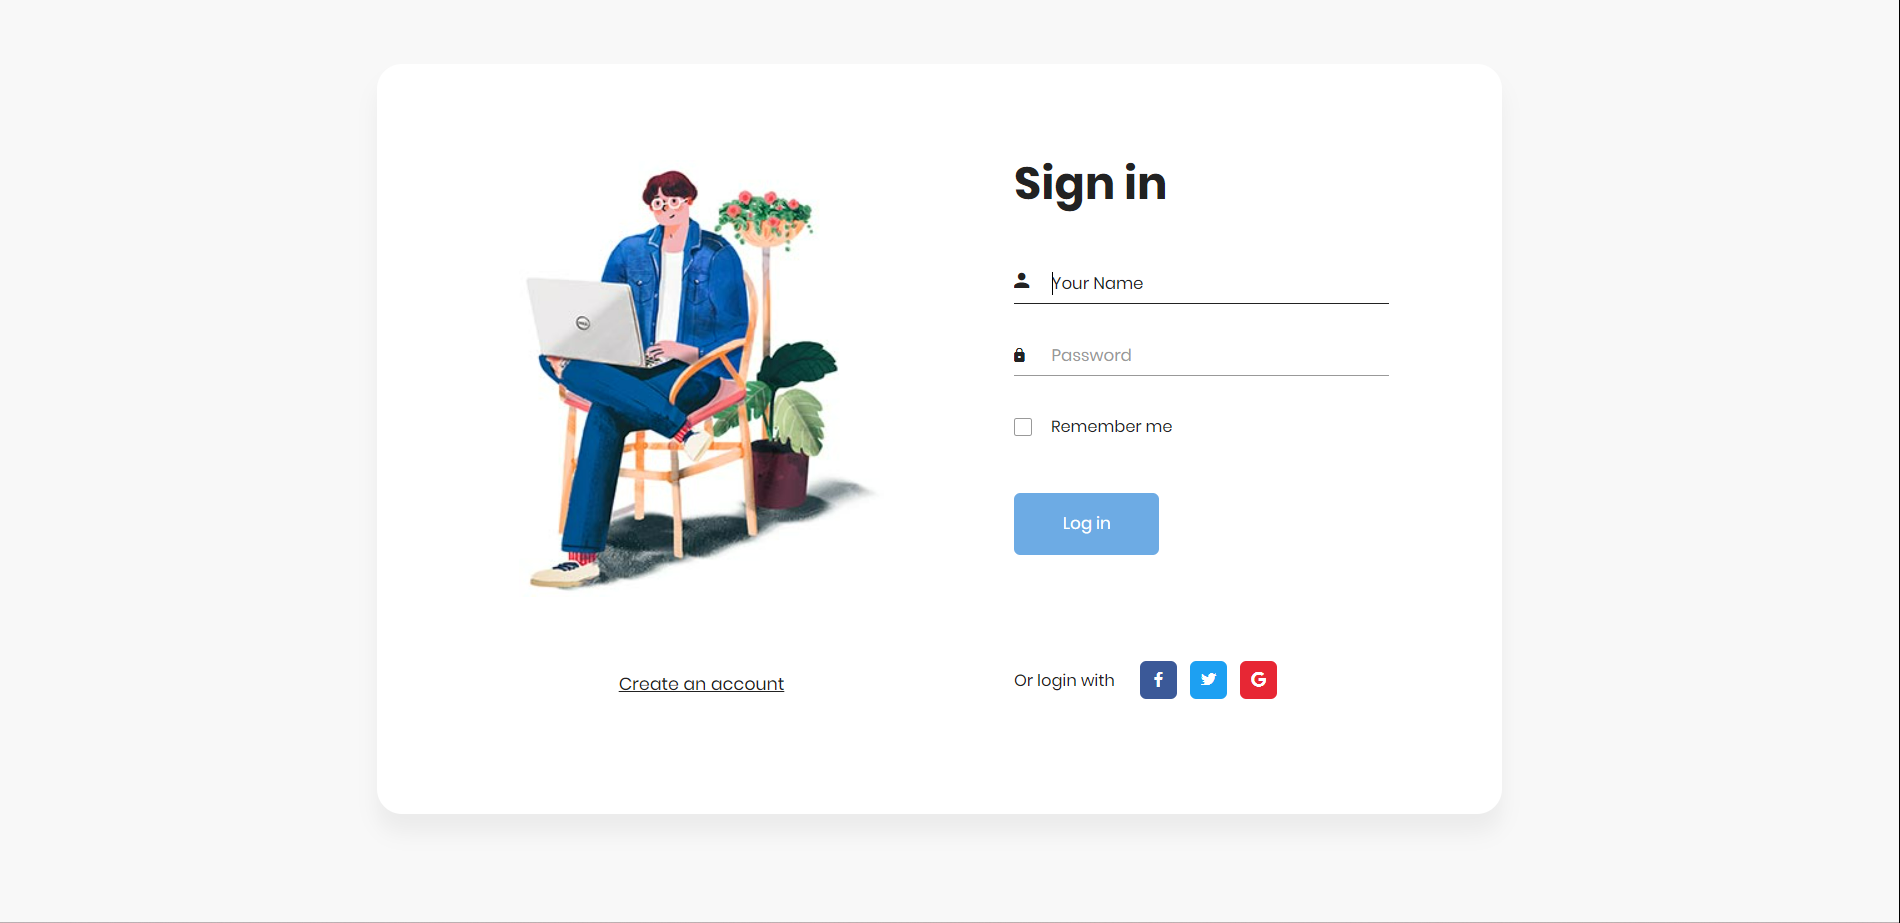 Sign in
Your Name
Password
Remember me
Log in
Create an account
Or login with